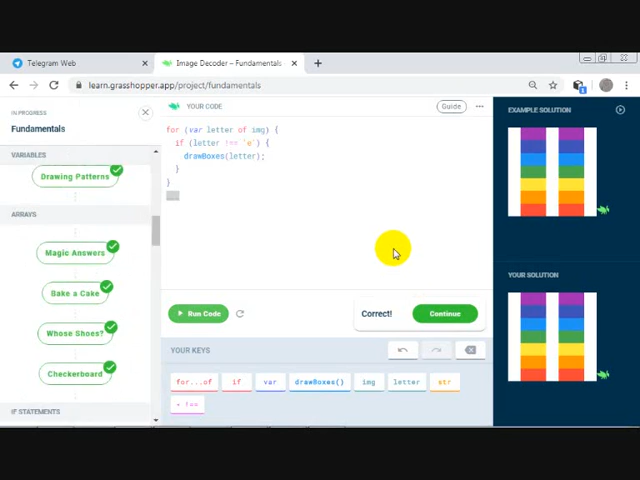 Telegram Web
Image Decoder – Fundamentals
learn.grasshopper.app/project/fundamentals
IN PROGRESS
Fundamentals
VARIABLES
Drawing Patterns
ARRAYS
Magic Answers
Bake a Cake
Whose Shoes?
Checkerboard
IF STATEMENTS
YOUR CODE
Guide
for (var letter of img) {
if (letter !== 'e') {
drawBoxes(letter);
}
}
Run Code
Correct!
Continue
YOUR KEYS
for...of
if
var
drawBoxes()
img
letter
str
- !==
EXAMPLE SOLUTION
YOUR SOLUTION